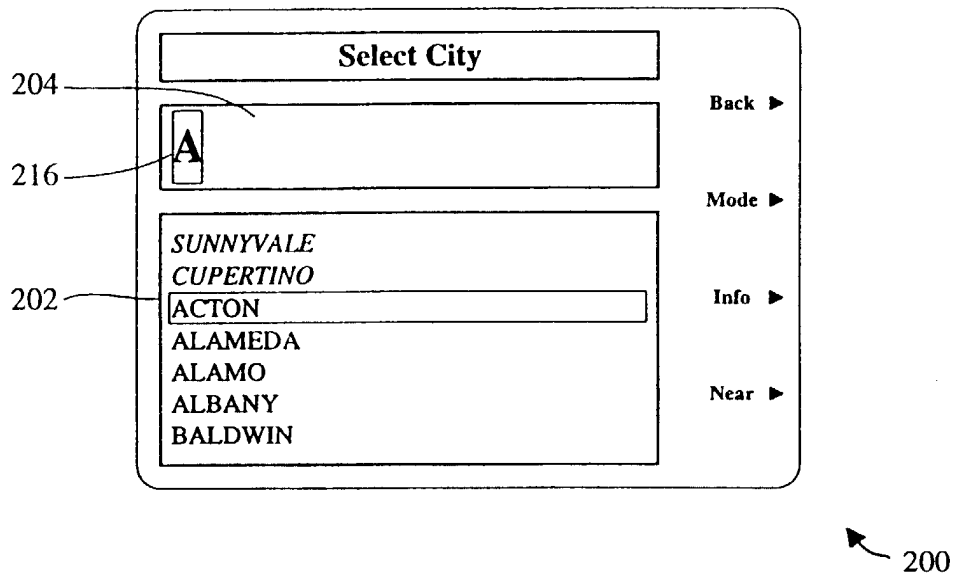 Select City
204
Back ▶
A
216
Mode ▶
SUNNYVALE
CUPERTINO
202
ACTON
Info ▶
ALAMEDA
ALAMO
ALBANY
Near ▶
BALDWIN
200